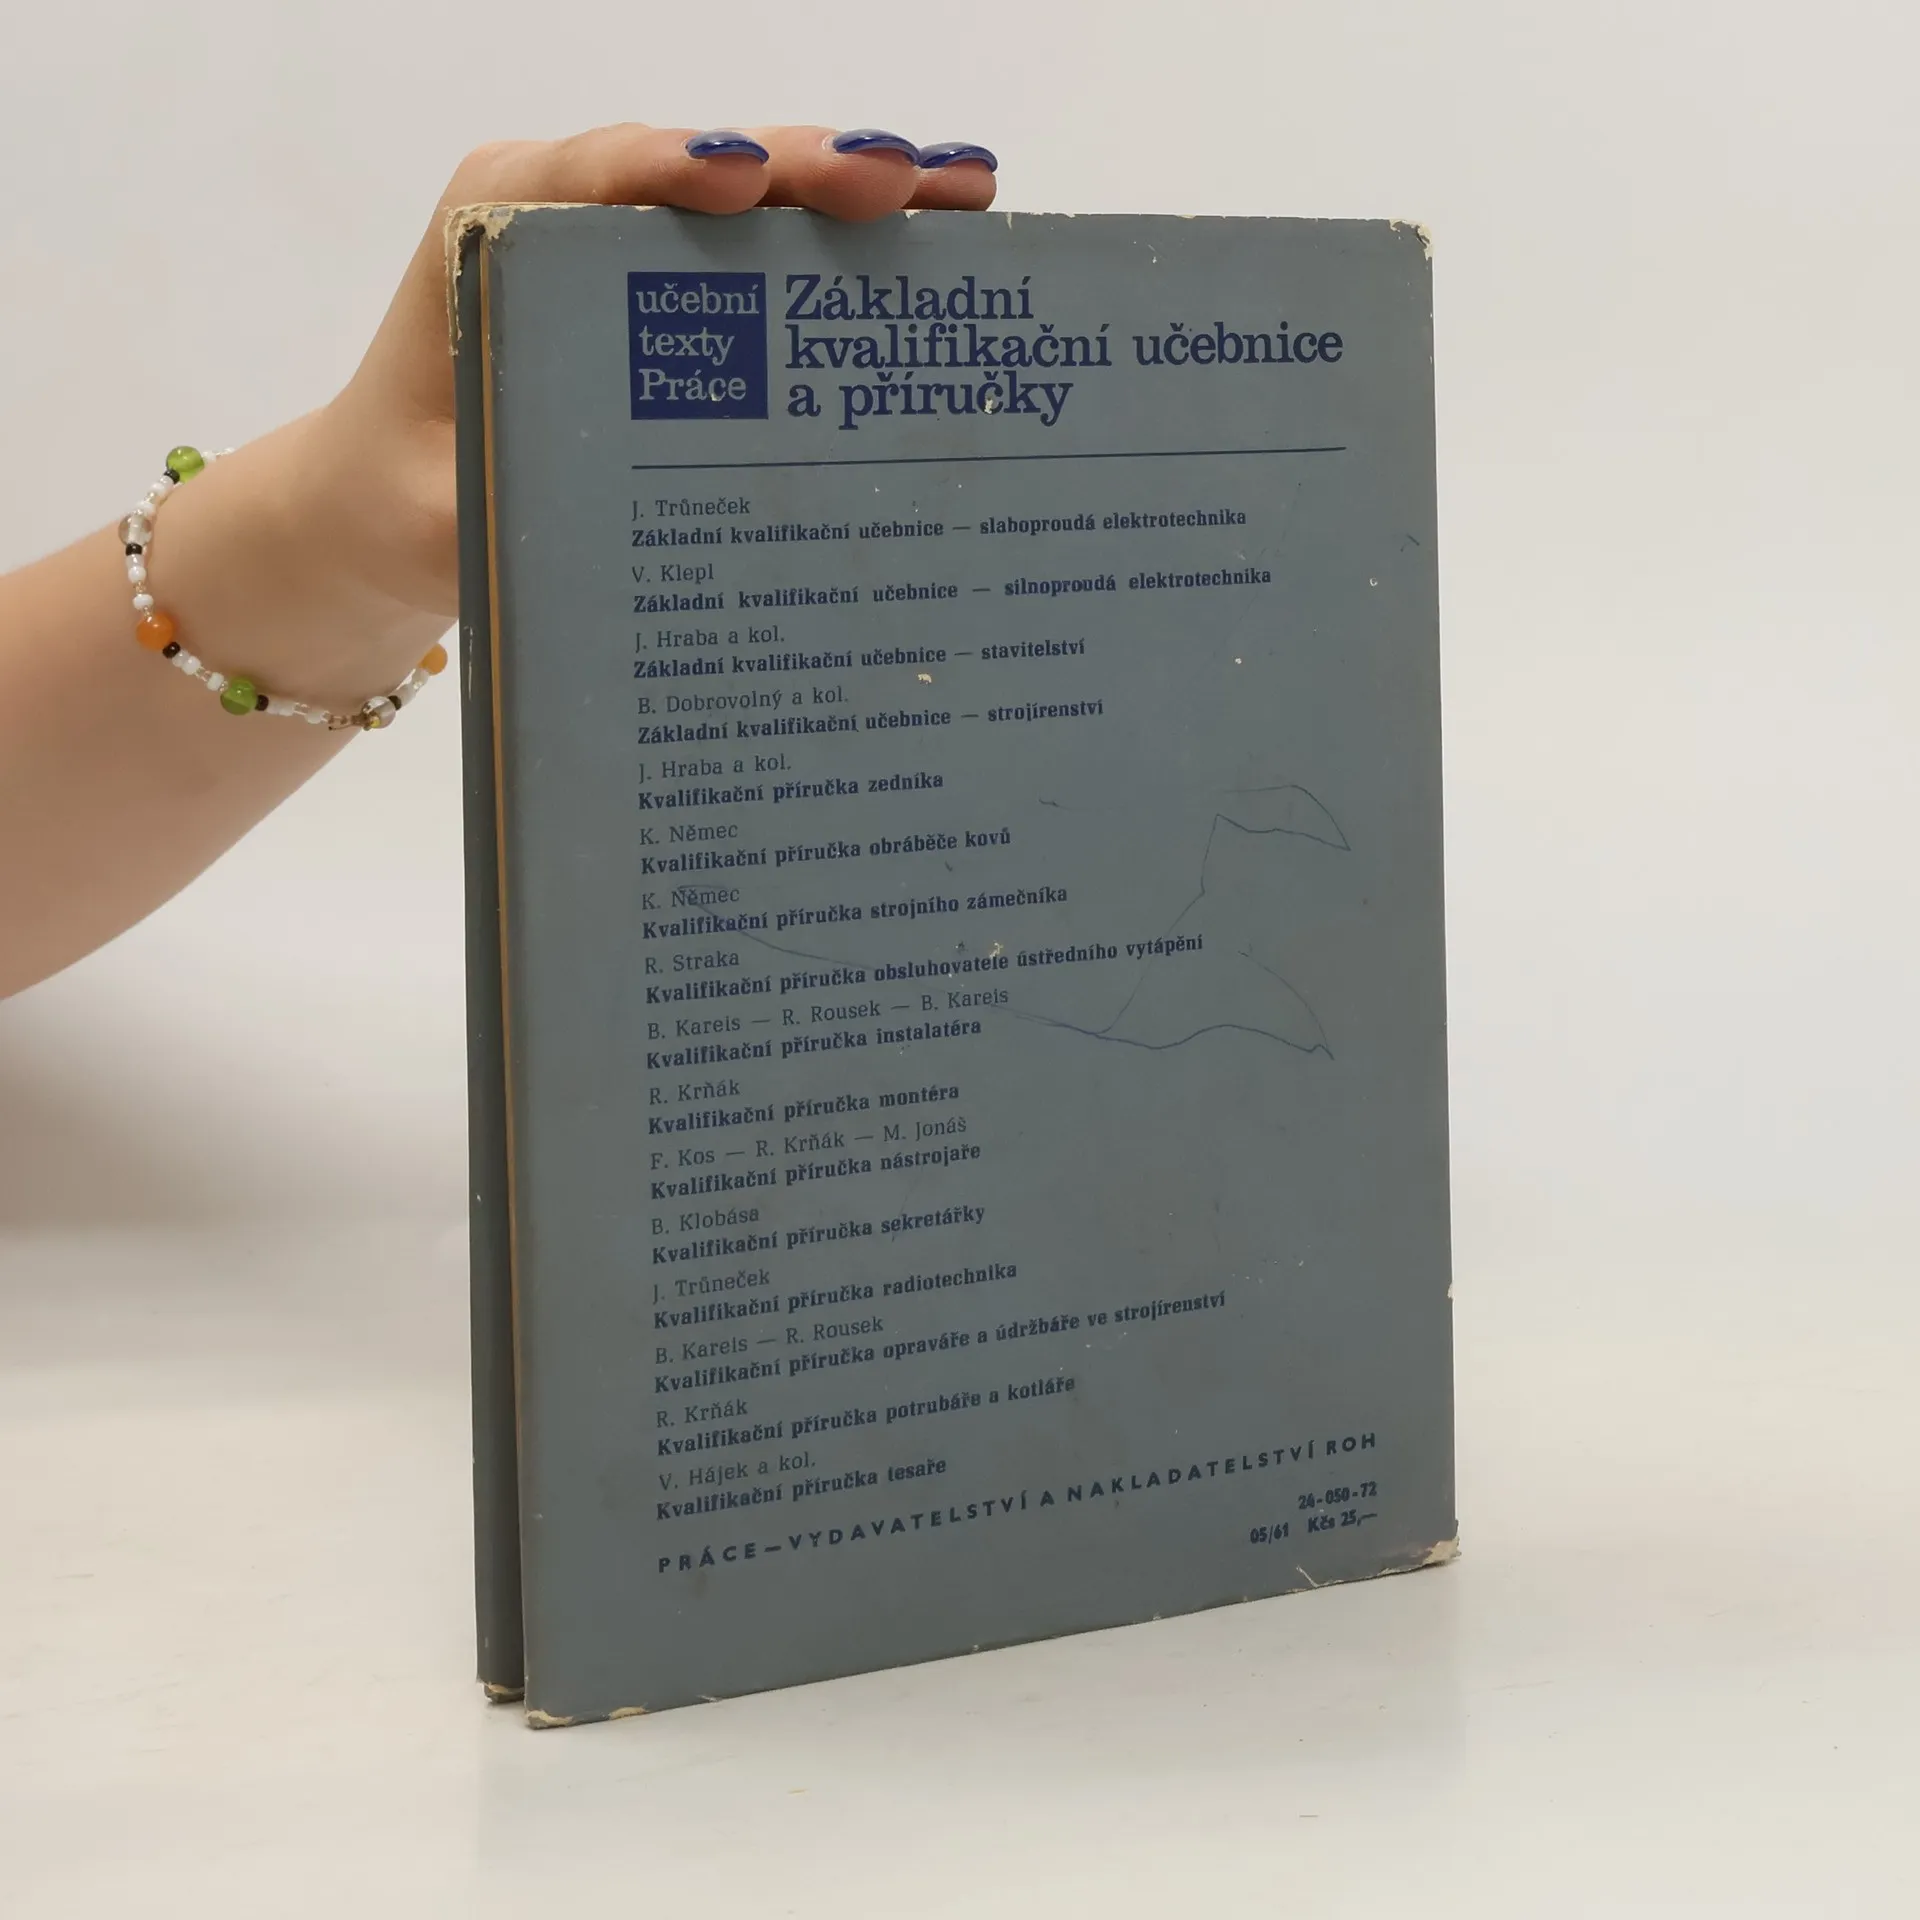 učební
texty
Práce
Základní
kvalifikační učebnice
a příručky
J. Trůneček
Základní kvalifikační učebnice — slaboproudá elektrotechnika
V. Klepl
Základní kvalifikační učebnice — silnoproudá elektrotechnika
J. Hraba a kol.
Základní kvalifikační učebnice — stavitelství
B. Dobrovolný a kol.
Základní kvalifikační učebnice — strojírenství
J. Hraba a kol.
Kvalifikační příručka zedníka
K. Němec
Kvalifikační příručka obráběče kovů
K. Němec
Kvalifikační příručka strojního zámečníka
R. Straka
Kvalifikační příručka obsluhovatele ústředního vytápění
B. Kareis — R. Rousek — B. Kareis
Kvalifikační příručka instalatéra
R. Krňák
Kvalifikační příručka montéra
F. Kos — R. Krňák — M. Jonáš
Kvalifikační příručka nástrojaře
B. Klobása
Kvalifikační příručka sekretářky
J. Trůneček
Kvalifikační příručka radiotechnika
B. Kareis — R. Rousek
Kvalifikační příručka opraváře a údržbáře ve strojírenství
R. Krňák
Kvalifikační příručka potrubáře a kotláře
V. Hájek a kol.
Kvalifikační příručka tesaře
PRÁCE — VYDAVATELSTVÍ A NAKLADATELSTVÍ ROH
24-050-72
05/61 Kčs 25,—